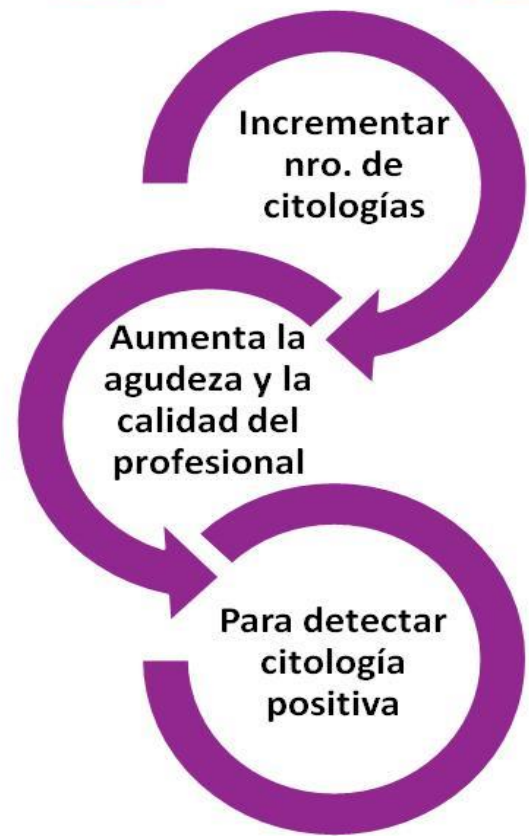 Incrementar
nro. de
citologías
Aumenta la
agudeza y la
calidad del
profesional
Para detectar
citología
positiva